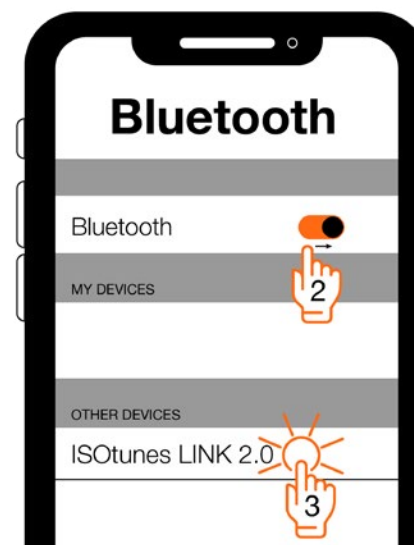 Bluetooth
Bluetooth
2
MY DEVICES
OTHER DEVICES
ISOtunes LINK 2.0
3